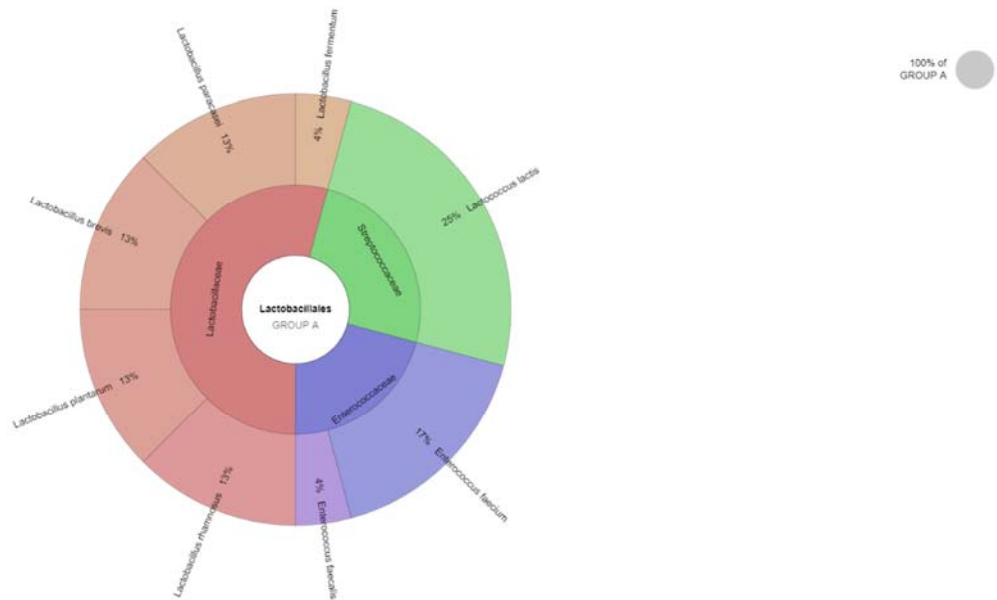 Lactobacillus fermentum 4%
Lactobacillus paracasei 13%
Lactobacillus brevis 13%
Lactobacillus plantarum 13%
Lactobacillus rhamnosus 13%
4% Enterococcus faecalis
17% Enterococcus faecium
25% Lactococcus lactis
Lactobacillaceae
Streptococcaceae
Enterococcaceae
Lactobacillales
GROUP A
100% of
GROUP A